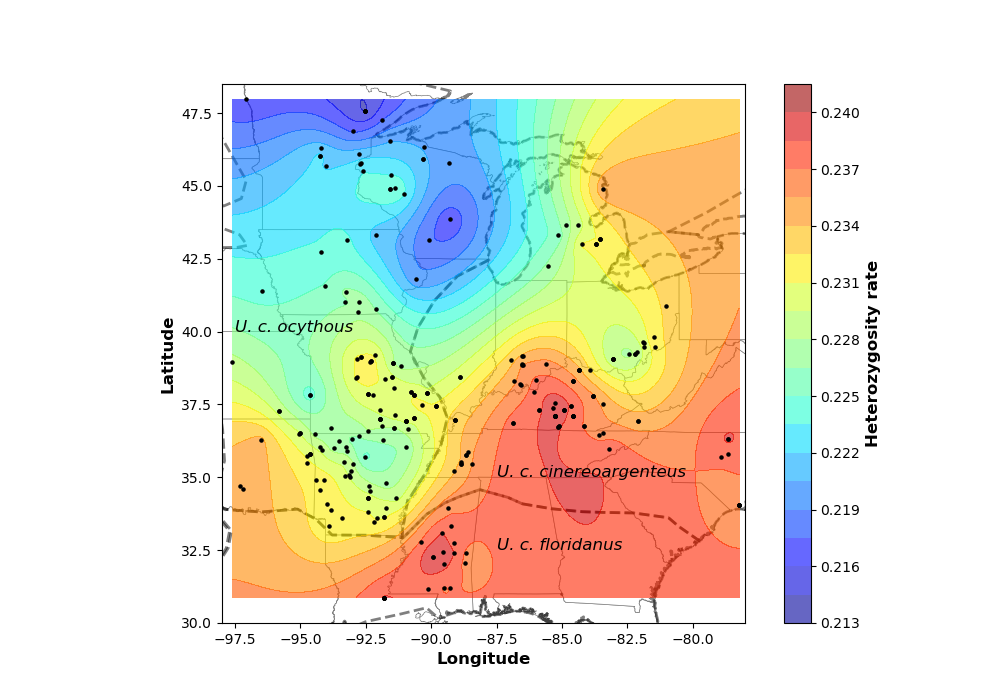 47.5
45.0
42.5
40.0
37.5
35.0
32.5
30.0
Latitude
U. c. ocythous
U. c. cinereoargenteus
U. c. floridanus
−97.5 −95.0 −92.5 −90.0 −87.5 −85.0 −82.5 −80.0
Longitude
0.240
0.237
0.234
0.231
0.228
0.225
0.222
0.219
0.216
0.213
Heterozygosity rate